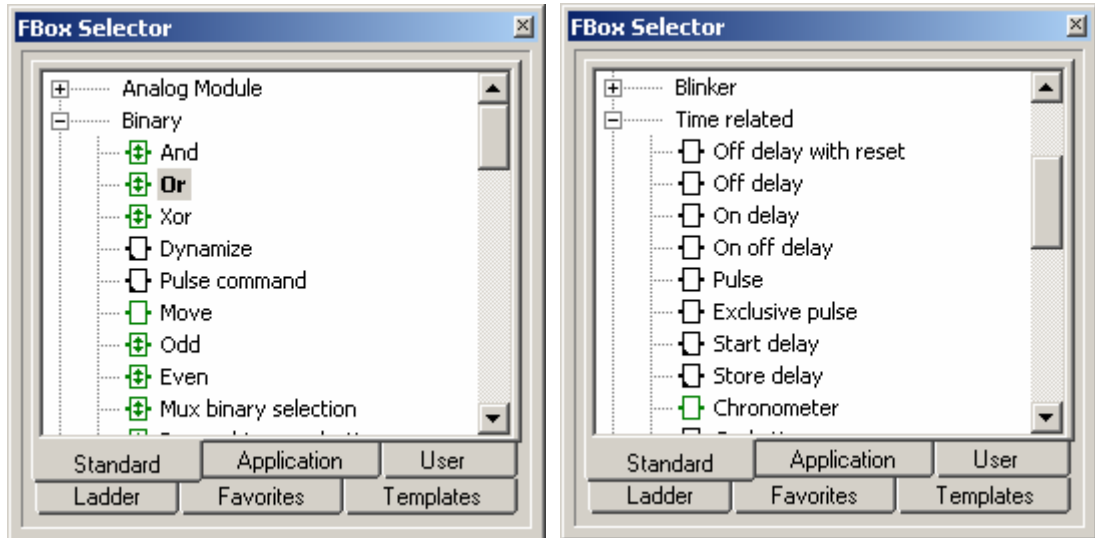 FBox Selector
Analog Module
Binary
And
Or
Xor
Dynamize
Pulse command
Move
Odd
Even
Mux binary selection
Standard Application User
Ladder Favorites Templates
FBox Selector
Blinker
Time related
Off delay with reset
Off delay
On delay
On off delay
Pulse
Exclusive pulse
Start delay
Store delay
Chronometer
Standard Application User
Ladder Favorites Templates